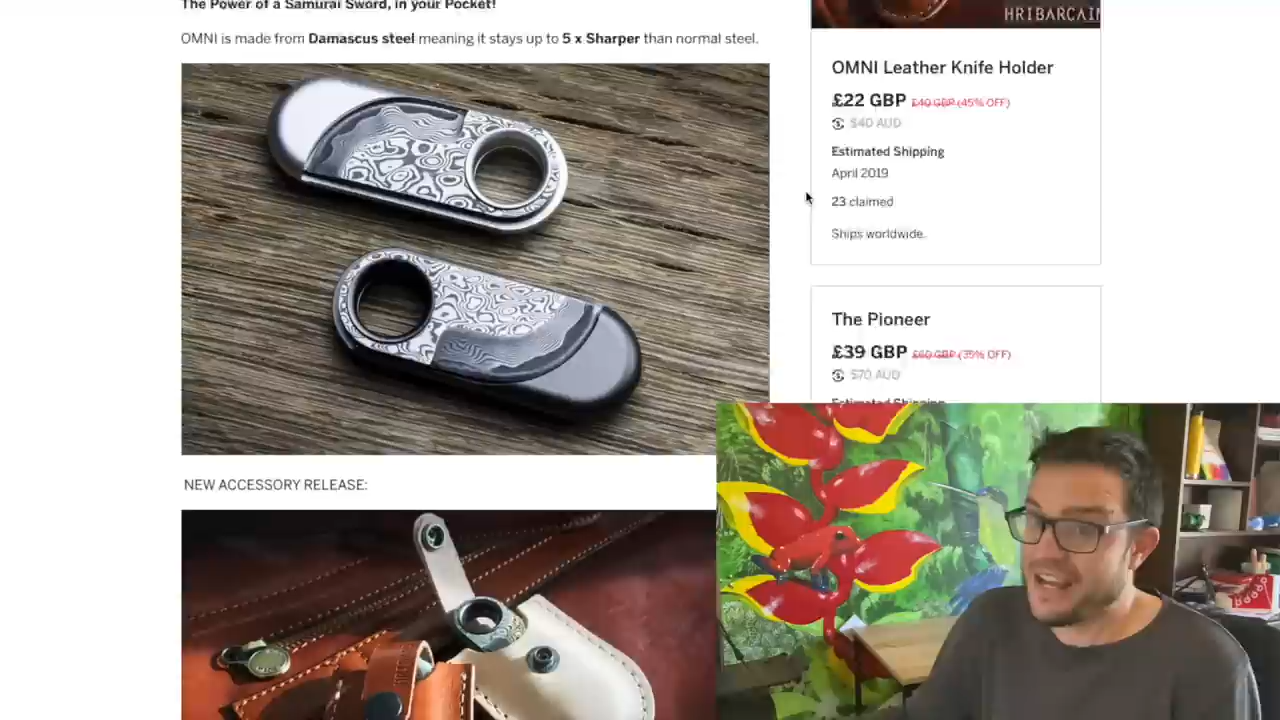 The Power of a Samurai Sword, in your Pocket!
OMNI is made from Damascus steel meaning it stays up to 5 x Sharper than normal steel.
NEW ACCESSORY RELEASE:
HRIBARCAIN
OMNI Leather Knife Holder
£22 GBP £40 GBP (45% OFF)
$40 AUD
Estimated Shipping
April 2019
23 claimed
Ships worldwide.
The Pioneer
£39 GBP £60 GBP (35% OFF)
$70 AUD
Estimated Shipping